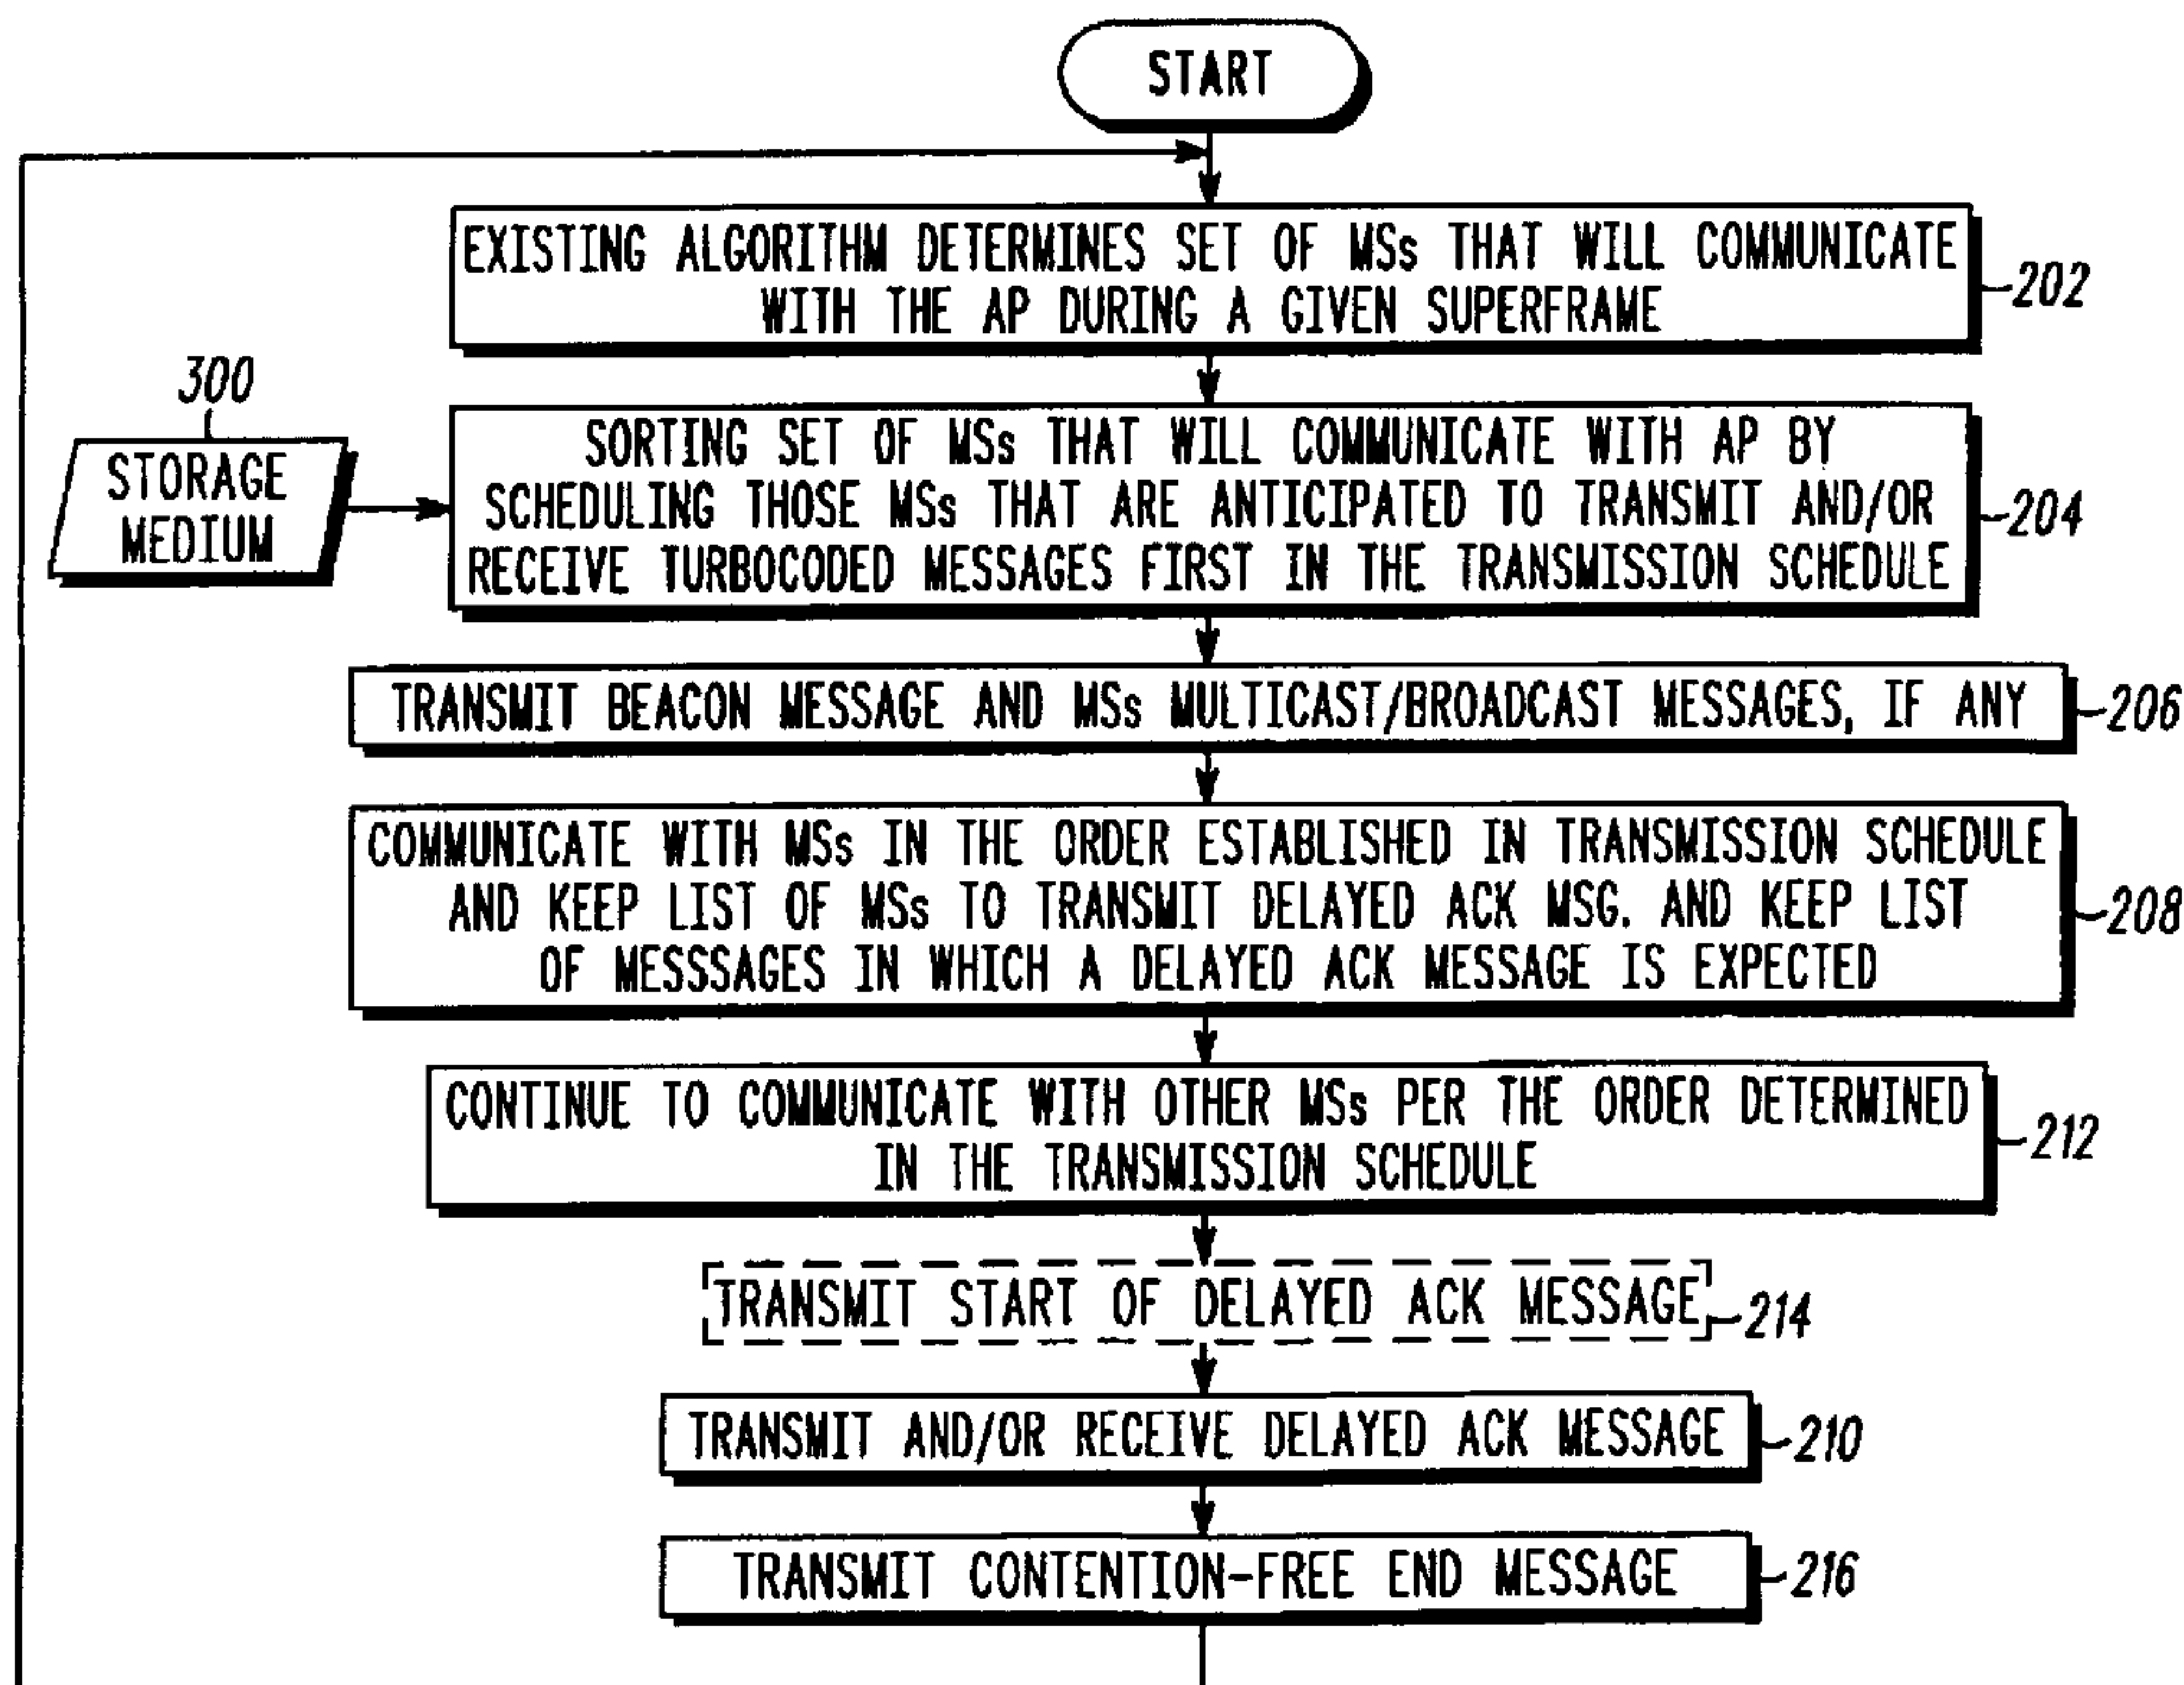 START
EXISTING ALGORITHM DETERMINES SET OF MSs THAT WILL COMMUNICATE
WITH THE AP DURING A GIVEN SUPERFRAME
202
300
STORAGE
MEDIUM
SORTING SET OF MSs THAT WILL COMMUNICATE WITH AP BY
SCHEDULING THOSE MSs THAT ARE ANTICIPATED TO TRANSMIT AND/OR
RECEIVE TURBOCODED MESSAGES FIRST IN THE TRANSMISSION SCHEDULE
204
TRANSMIT BEACON MESSAGE AND MSs MULTICAST/BROADCAST MESSAGES, IF ANY
206
COMMUNICATE WITH MSs IN THE ORDER ESTABLISHED IN TRANSMISSION SCHEDULE
AND KEEP LIST OF MSs TO TRANSMIT DELAYED ACK MSG. AND KEEP LIST
OF MESSSAGES IN WHICH A DELAYED ACK MESSAGE IS EXPECTED
208
CONTINUE TO COMMUNICATE WITH OTHER MSs PER THE ORDER DETERMINED
IN THE TRANSMISSION SCHEDULE
212
TRANSMIT START OF DELAYED ACK MESSAGE
214
TRANSMIT AND/OR RECEIVE DELAYED ACK MESSAGE
210
TRANSMIT CONTENTION-FREE END MESSAGE
216